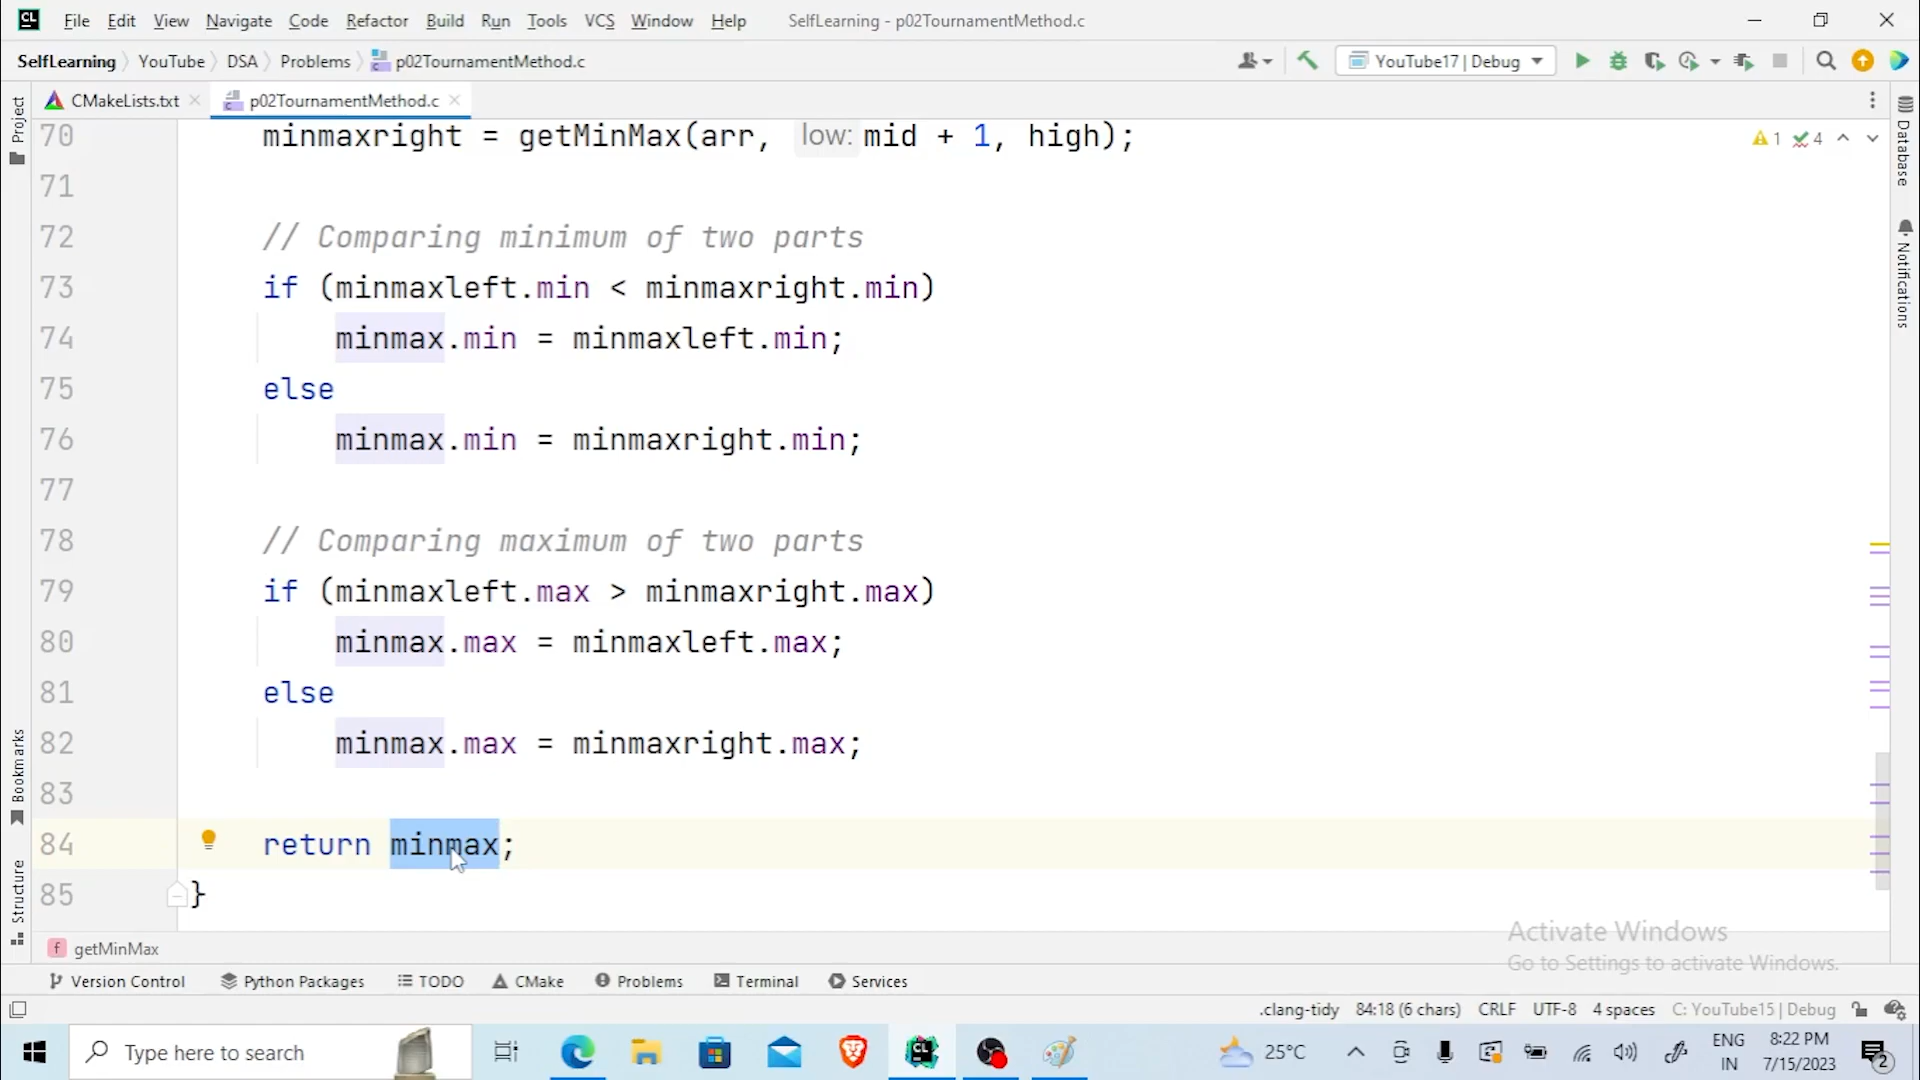 CL File Edit View Navigate Code Refactor Build Run Tools VCS Window Help SelfLearning - p02TournamentMethod.c
SelfLearning YouTube DSA Problems p02TournamentMethod.c YouTube17 | Debug
CMakeLists.txt p02TournamentMethod.c
Project
Bookmarks
Structure
Database
Notifications
1 4
70 minmaxright = getMinMax(arr, low: mid + 1, high);
71
72 // Comparing minimum of two parts
73 if (minmaxleft.min < minmaxright.min)
74 minmax.min = minmaxleft.min;
75 else
76 minmax.min = minmaxright.min;
77
78 // Comparing maximum of two parts
79 if (minmaxleft.max > minmaxright.max)
80 minmax.max = minmaxleft.max;
81 else
82 minmax.max = minmaxright.max;
83
84 return minmax;
85 }
Activate Windows
Go to Settings to activate Windows.
f getMinMax
Version Control Python Packages TODO CMake Problems Terminal Services
.clang-tidy 84:18 (6 chars) CRLF UTF-8 4 spaces C: YouTube15 | Debug
Type here to search CL 25°C ENG 8:22 PM
IN 7/15/2023 2